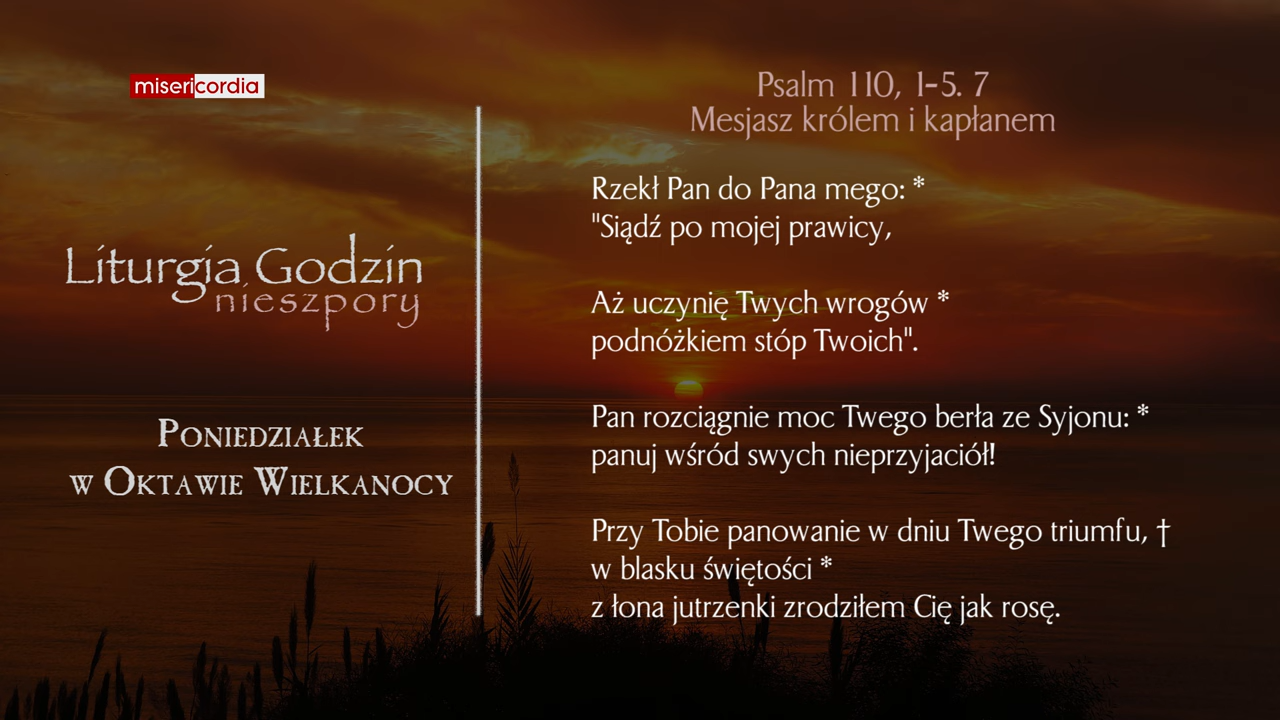 misericordia
Liturgia Godzin
nieszpory
Poniedziałek
w Oktawie Wielkanocy
Psalm 110, 1-5. 7
Mesjasz królem i kapłanem
Rzekł Pan do Pana mego: *
"Siądź po mojej prawicy,
Aż uczynię Twych wrogów *
podnóżkiem stóp Twoich".
Pan rozciągnie moc Twego berła ze Syjonu: *
panuj wśród swych nieprzyjaciół!
Przy Tobie panowanie w dniu Twego triumfu, †
w blasku świętości *
z łona jutrzenki zrodziłem Cię jak rosę.